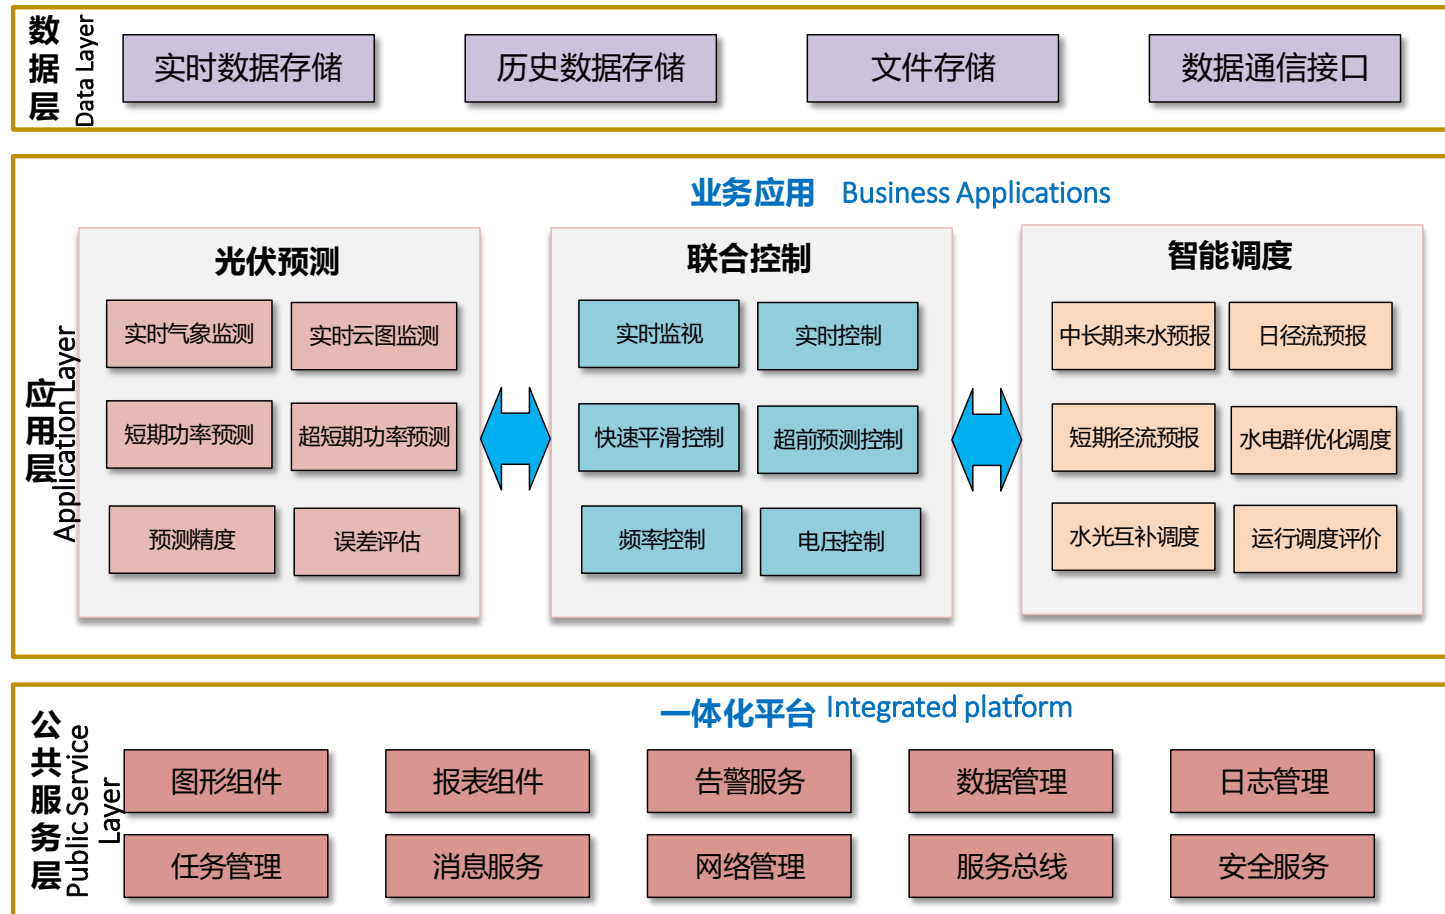 数据层
Data Layer
实时数据存储
历史数据存储
文件存储
数据通信接口
业务应用 Business Applications
应用层
Application Layer
光伏预测
实时气象监测
实时云图监测
短期功率预测
超短期功率预测
预测精度
误差评估
联合控制
实时监视
实时控制
快速平滑控制
超前预测控制
频率控制
电压控制
智能调度
中长期来水预报
日径流预报
短期径流预报
水电群优化调度
水光互补调度
运行调度评价
一体化平台 Integrated platform
公共服务层
Public Service
Layer
图形组件
报表组件
告警服务
数据管理
日志管理
任务管理
消息服务
网络管理
服务总线
安全服务